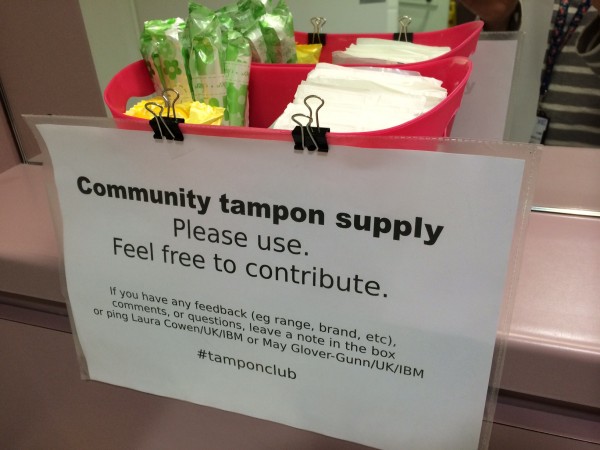 Community tampon supply
Please use.
Feel free to contribute.
If you have any feedback (eg range, brand, etc),
comments, or questions, leave a note in the box
or ping Laura Cowen/UK/IBM or May Glover-Gunn/UK/IBM
#tamponclub